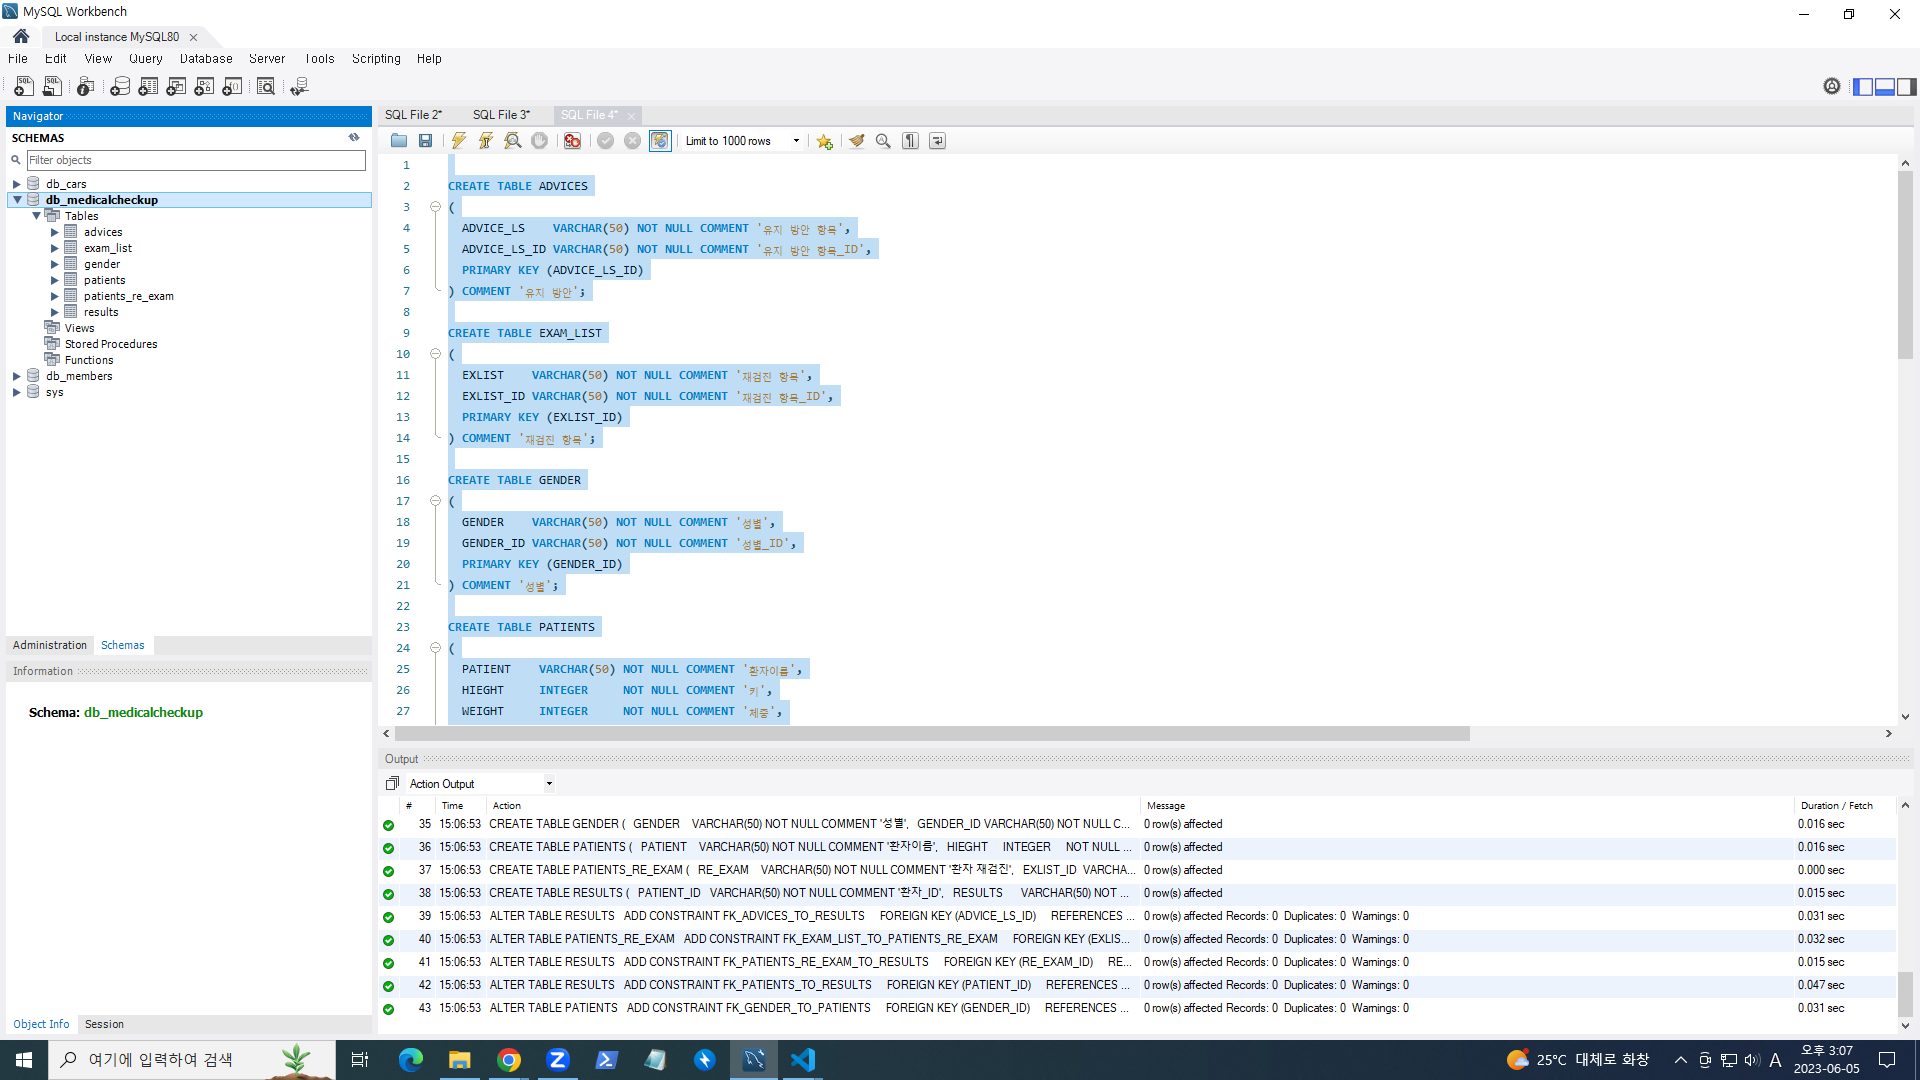 MySQL Workbench
Local instance MySQL80
File Edit View Query Database Server Tools Scripting Help
Navigator
SCHEMAS
Filter objects
db_cars
db_medicalcheckup
Tables
advices
exam_list
gender
patients
patients_re_exam
results
Views
Stored Procedures
Functions
db_members
sys
Administration Schemas
Information
Schema: db_medicalcheckup
Object Info Session
SQL File 2* SQL File 3* SQL File 4*
Limit to 1000 rows
1
2 CREATE TABLE ADVICES
3 (
4 ADVICE_LS VARCHAR(50) NOT NULL COMMENT '유지 방안 항목',
5 ADVICE_LS_ID VARCHAR(50) NOT NULL COMMENT '유지 방안 항목_ID',
6 PRIMARY KEY (ADVICE_LS_ID)
7 ) COMMENT '유지 방안';
8
9 CREATE TABLE EXAM_LIST
10 (
11 EXLIST VARCHAR(50) NOT NULL COMMENT '재검진 항목',
12 EXLIST_ID VARCHAR(50) NOT NULL COMMENT '재검진 항목_ID',
13 PRIMARY KEY (EXLIST_ID)
14 ) COMMENT '재검진 항목';
15
16 CREATE TABLE GENDER
17 (
18 GENDER VARCHAR(50) NOT NULL COMMENT '성별',
19 GENDER_ID VARCHAR(50) NOT NULL COMMENT '성별_ID',
20 PRIMARY KEY (GENDER_ID)
21 ) COMMENT '성별';
22
23 CREATE TABLE PATIENTS
24 (
25 PATIENT VARCHAR(50) NOT NULL COMMENT '환자이름',
26 HIEGHT INTEGER NOT NULL COMMENT '키',
27 WEIGHT INTEGER NOT NULL COMMENT '체중',
Output
Action Output
# Time Action Message Duration / Fetch
35 15:06:53 CREATE TABLE GENDER ( GENDER VARCHAR(50) NOT NULL COMMENT '성별', GENDER_ID VARCHAR(50) NOT NULL C... 0 row(s) affected 0.016 sec
36 15:06:53 CREATE TABLE PATIENTS ( PATIENT VARCHAR(50) NOT NULL COMMENT '환자이름', HIEGHT INTEGER NOT NULL ... 0 row(s) affected 0.016 sec
37 15:06:53 CREATE TABLE PATIENTS_RE_EXAM ( RE_EXAM VARCHAR(50) NOT NULL COMMENT '환자 재검진', EXLIST_ID VARCHA... 0 row(s) affected 0.000 sec
38 15:06:53 CREATE TABLE RESULTS ( PATIENT_ID VARCHAR(50) NOT NULL COMMENT '환자_ID', RESULTS VARCHAR(50) NOT ... 0 row(s) affected 0.015 sec
39 15:06:53 ALTER TABLE RESULTS ADD CONSTRAINT FK_ADVICES_TO_RESULTS FOREIGN KEY (ADVICE_LS_ID) REFERENCES ... 0 row(s) affected Records: 0 Duplicates: 0 Warnings: 0 0.031 sec
40 15:06:53 ALTER TABLE PATIENTS_RE_EXAM ADD CONSTRAINT FK_EXAM_LIST_TO_PATIENTS_RE_EXAM FOREIGN KEY (EXLIS... 0 row(s) affected Records: 0 Duplicates: 0 Warnings: 0 0.032 sec
41 15:06:53 ALTER TABLE RESULTS ADD CONSTRAINT FK_PATIENTS_RE_EXAM_TO_RESULTS FOREIGN KEY (RE_EXAM_ID) RE... 0 row(s) affected Records: 0 Duplicates: 0 Warnings: 0 0.015 sec
42 15:06:53 ALTER TABLE RESULTS ADD CONSTRAINT FK_PATIENTS_TO_RESULTS FOREIGN KEY (PATIENT_ID) REFERENCES ... 0 row(s) affected Records: 0 Duplicates: 0 Warnings: 0 0.047 sec
43 15:06:53 ALTER TABLE PATIENTS ADD CONSTRAINT FK_GENDER_TO_PATIENTS FOREIGN KEY (GENDER_ID) REFERENCES ... 0 row(s) affected Records: 0 Duplicates: 0 Warnings: 0 0.031 sec
여기에 입력하여 검색
25°C 대체로 화창
A
오후 3:07
2023-06-05